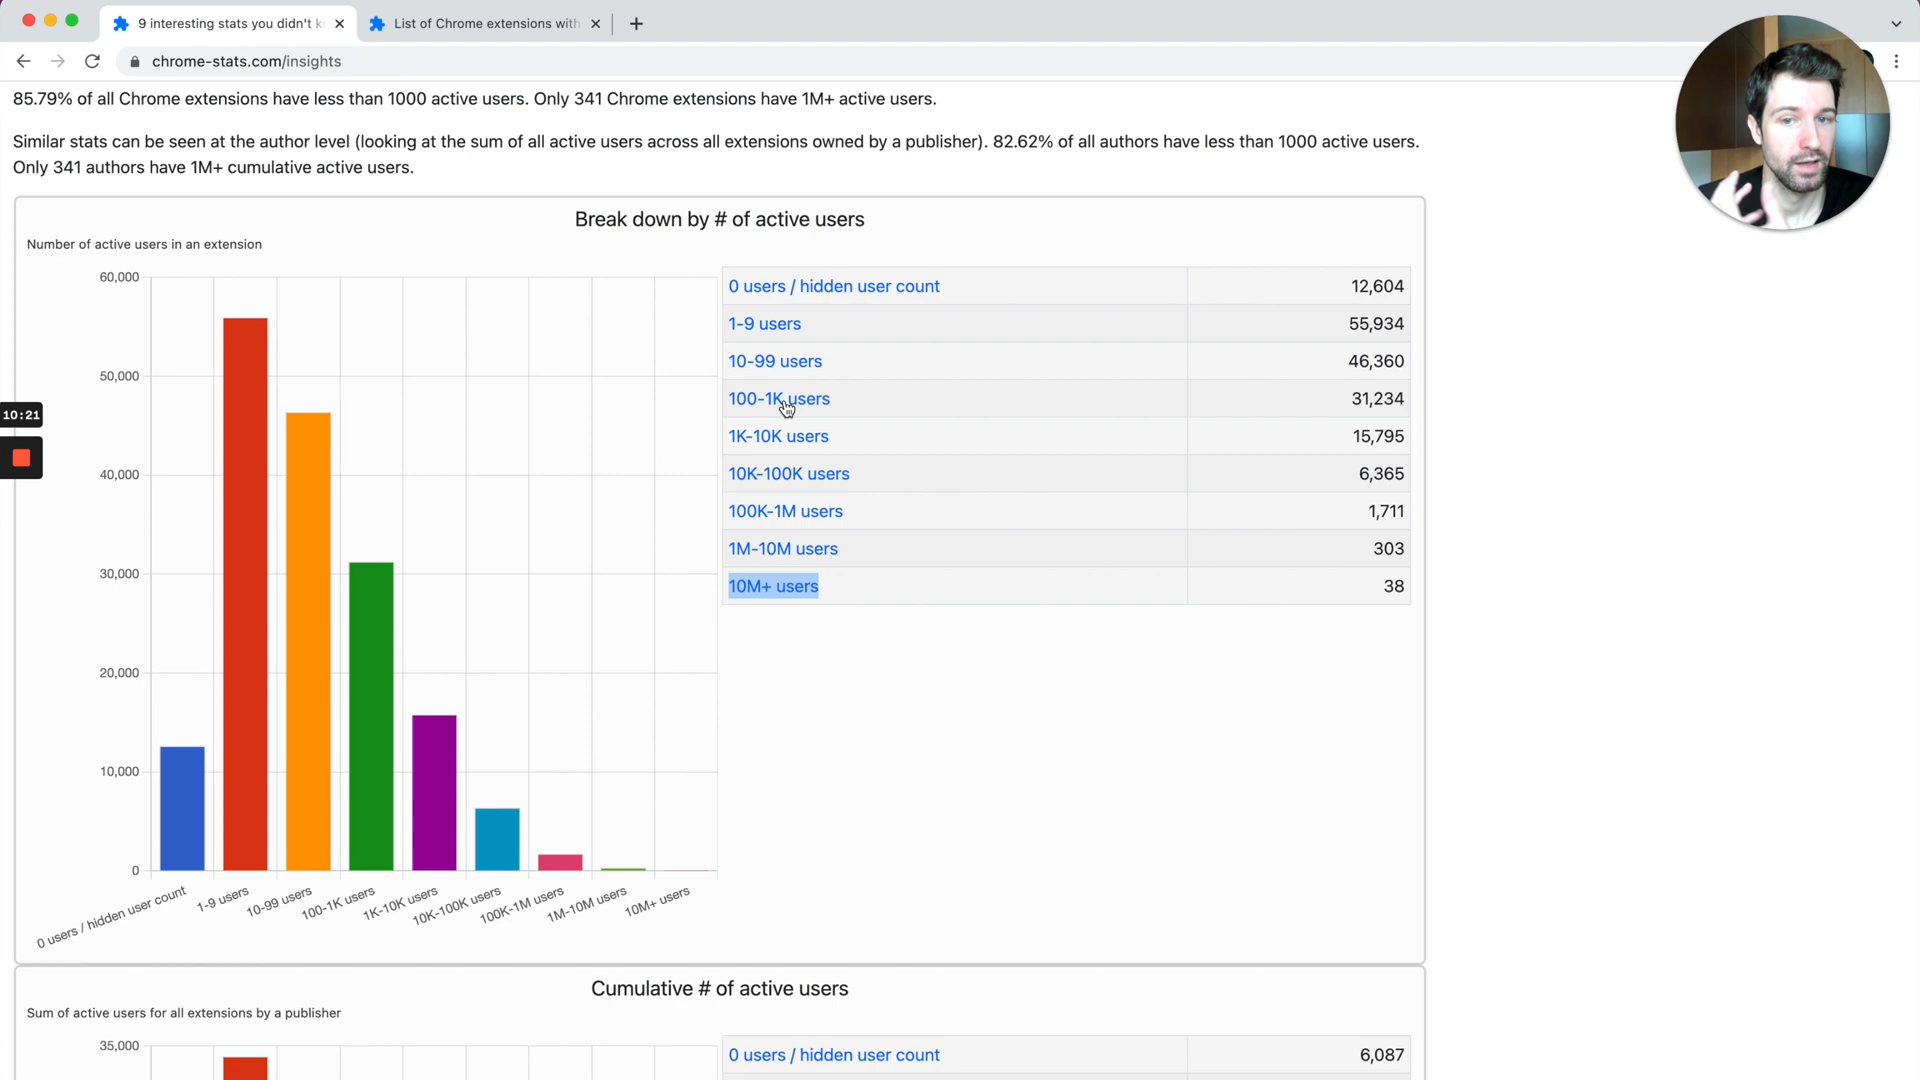 9 interesting stats you didn't k
List of Chrome extensions with
chrome-stats.com/insights
85.79% of all Chrome extensions have less than 1000 active users. Only 341 Chrome extensions have 1M+ active users.
Similar stats can be seen at the author level (looking at the sum of all active users across all extensions owned by a publisher). 82.62% of all authors have less than 1000 active users.
Only 341 authors have 1M+ cumulative active users.
Break down by # of active users
Number of active users in an extension
60,000
50,000
40,000
30,000
20,000
10,000
0
0 users / hidden user count
1-9 users
10-99 users
100-1K users
1K-10K users
10K-100K users
100K-1M users
1M-10M users
10M+ users
0 users / hidden user count 12,604
1-9 users 55,934
10-99 users 46,360
100-1K users 31,234
1K-10K users 15,795
10K-100K users 6,365
100K-1M users 1,711
1M-10M users 303
10M+ users 38
10:21
Cumulative # of active users
Sum of active users for all extensions by a publisher
35,000
0 users / hidden user count 6,087